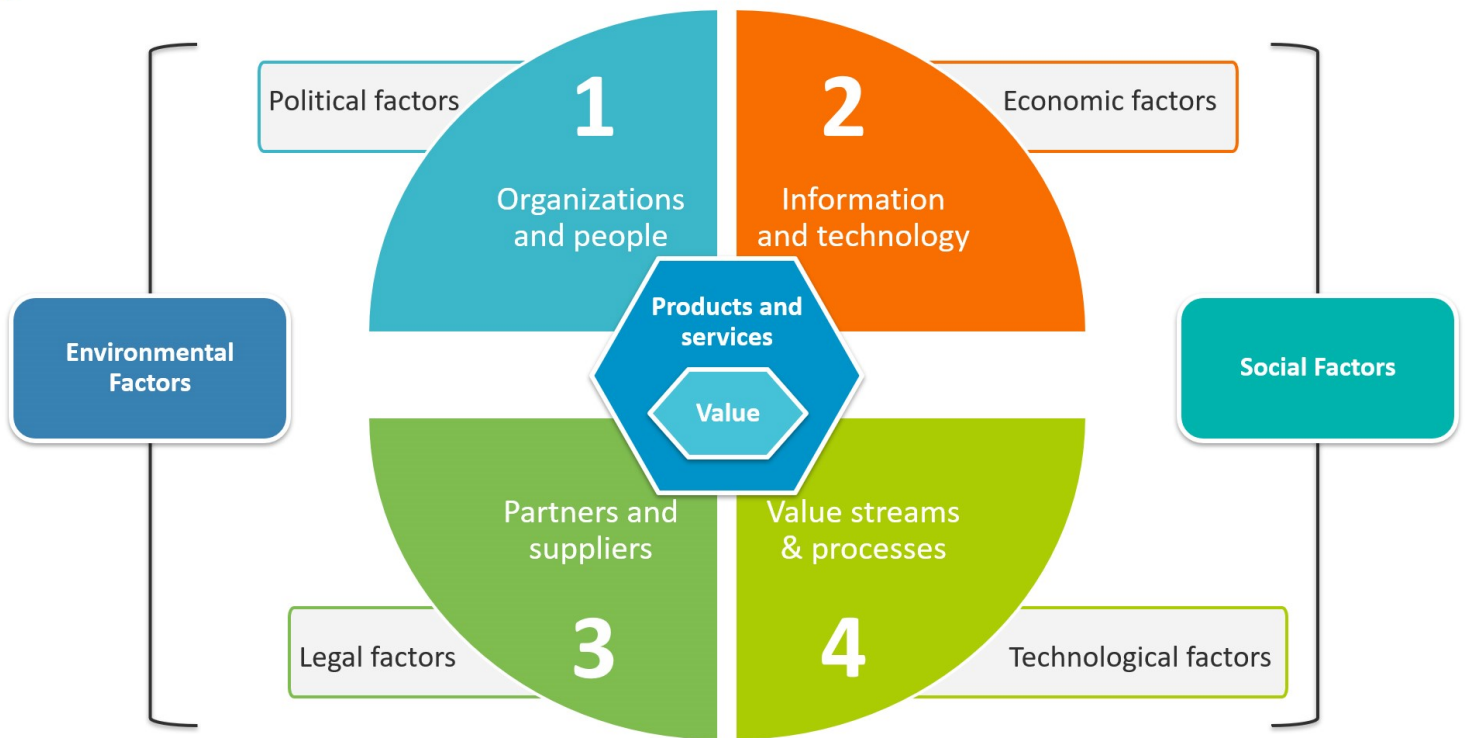 Political factors
1
2
Economic factors
Organizations
and people
Information
and technology
Products and
services
Value
Environmental
Factors
Social Factors
Partners and
suppliers
Value streams
& processes
3
4
Legal factors
Technological factors